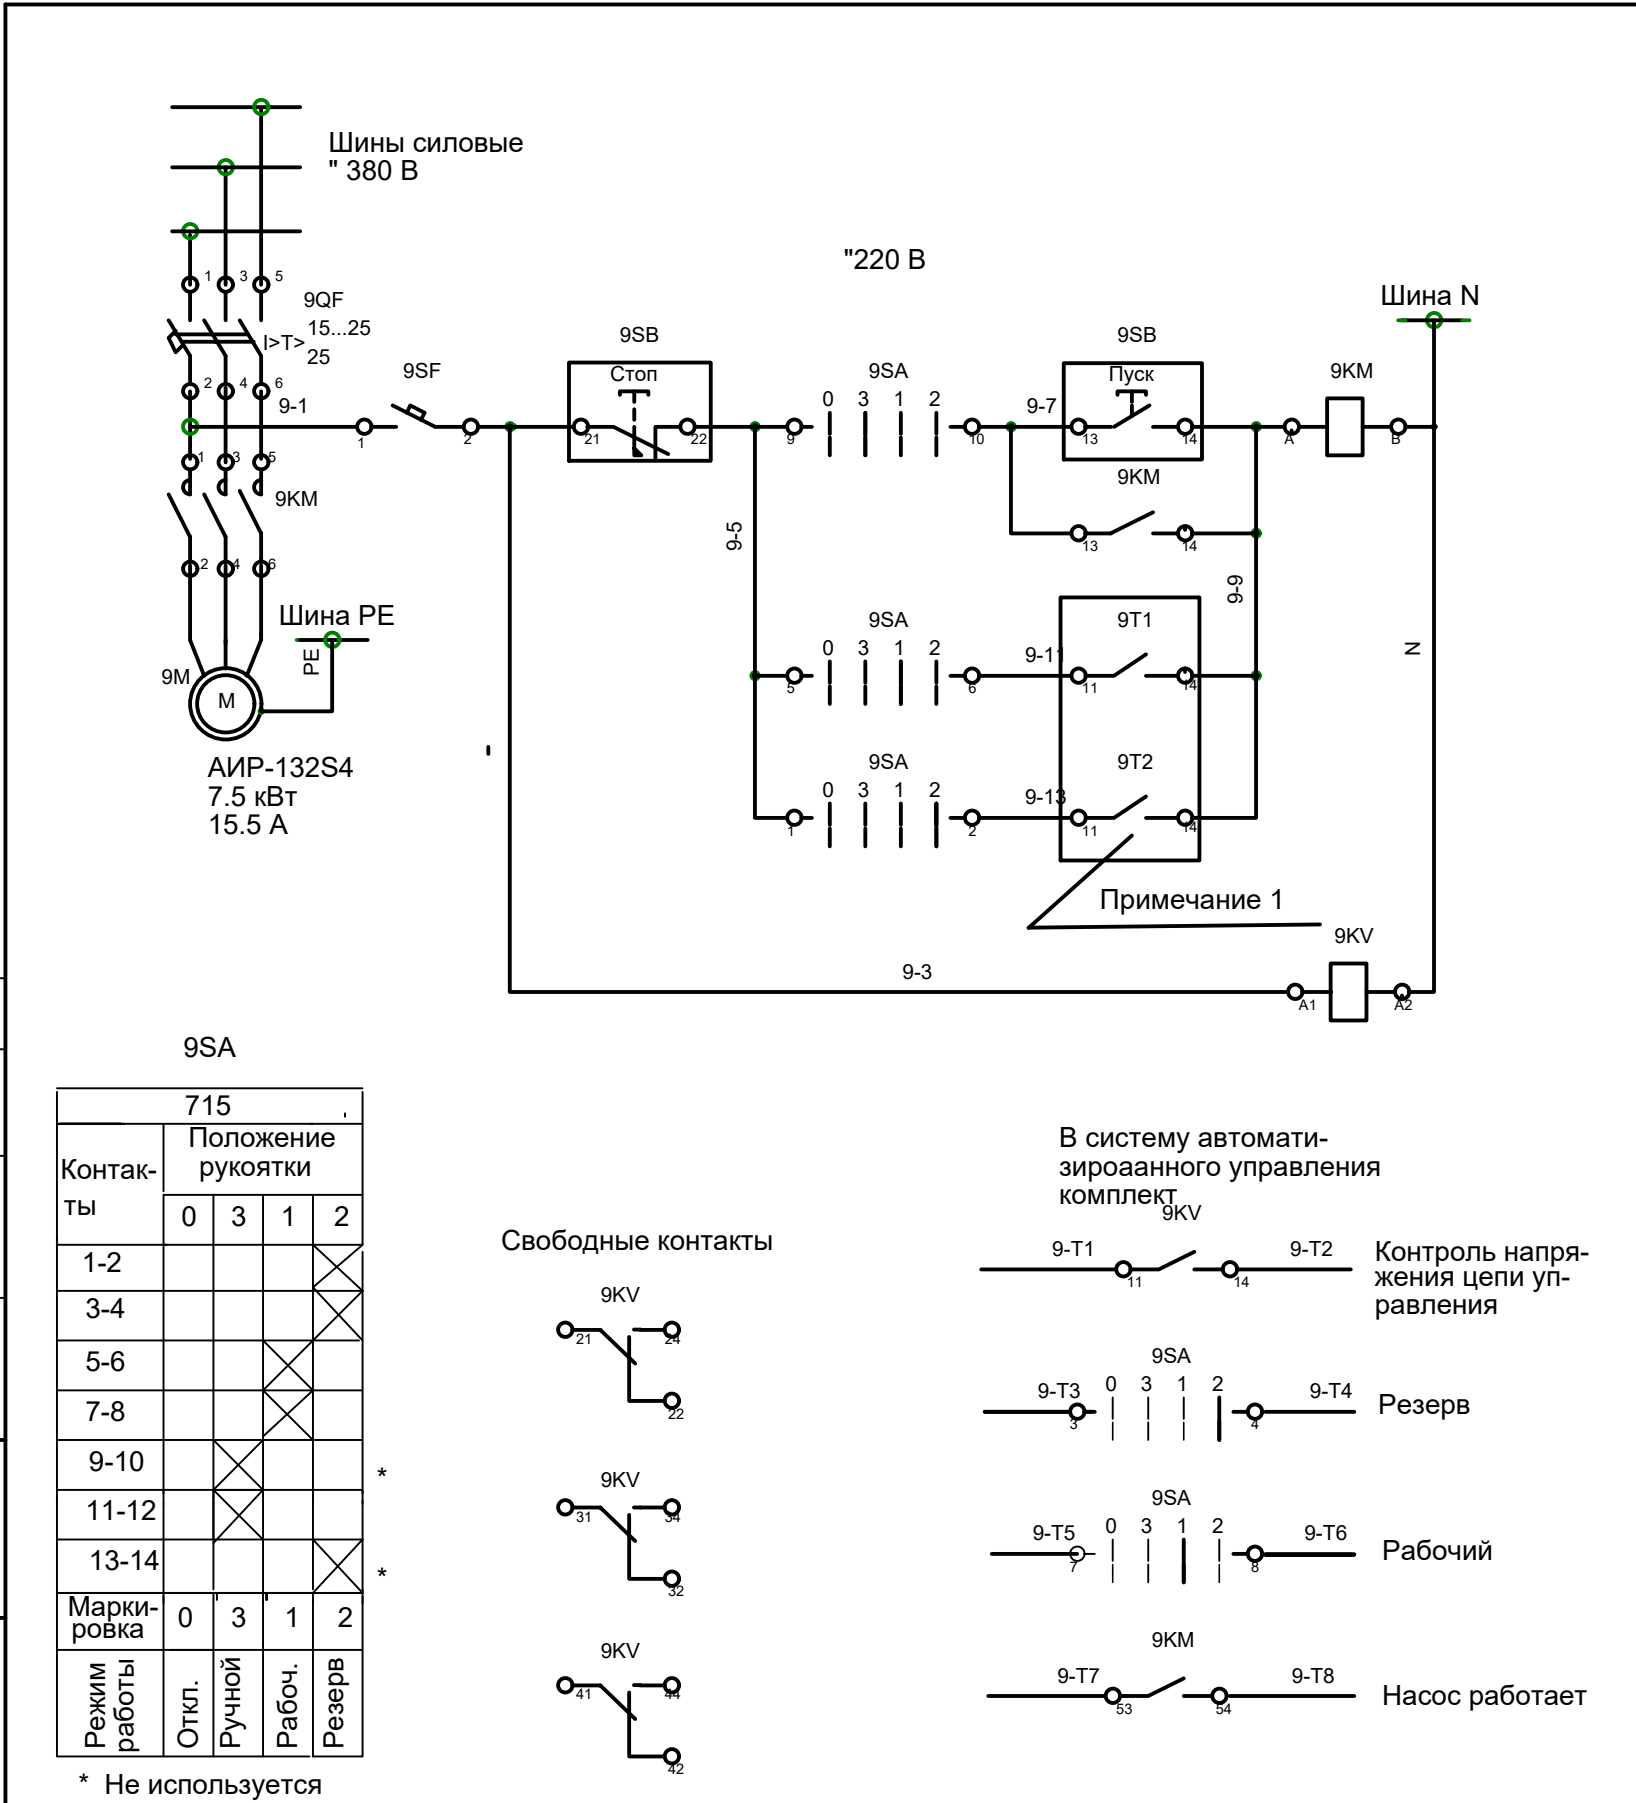 Шины силовые
" 380 В
"220 В
Шина N
1 3 5
9QF
15...25
I>T>
25
2 4 6
9-1
9SF
1 2
9SB
Стоп
21 22
9SA
0 3 1 2
9 10
9-7
9SB
Пуск
13 14
9KM
A B
1 3 5
9KM
2 4 6
9KM
13 14
9-5
9-9
N
Шина PE
PE
9M
M
АИР-132S4
7.5 кВт
15.5 А
9SA
0 3 1 2
5 6
9-11
9T1
11 14
9SA
0 3 1 2
1 2
9-13
9T2
11 14
Примечание 1
9-3
9KV
A1 A2
9SA
715
Контак-
ты
Положение
рукоятки
0 3 1 2
1-2
3-4
5-6
7-8
9-10 *
11-12
13-14 *
Марки-
ровка
0 3 1 2
Режим
работы
Откл.
Ручной
Рабоч.
Резерв
* Не используется
Свободные контакты
9KV
21 24
22
9KV
31 34
32
9KV
41 44
42
В систему автомати-
зироаанного управления
комплект
9KV
9-T1 9-T2
11 14
Контроль напря-
жения цепи уп-
равления
9SA
9-T3 0 3 1 2 9-T4
3 4
Резерв
9SA
9-T5 0 3 1 2 9-T6
7 8
Рабочий
9KM
9-T7 9-T8
53 54
Насос работает